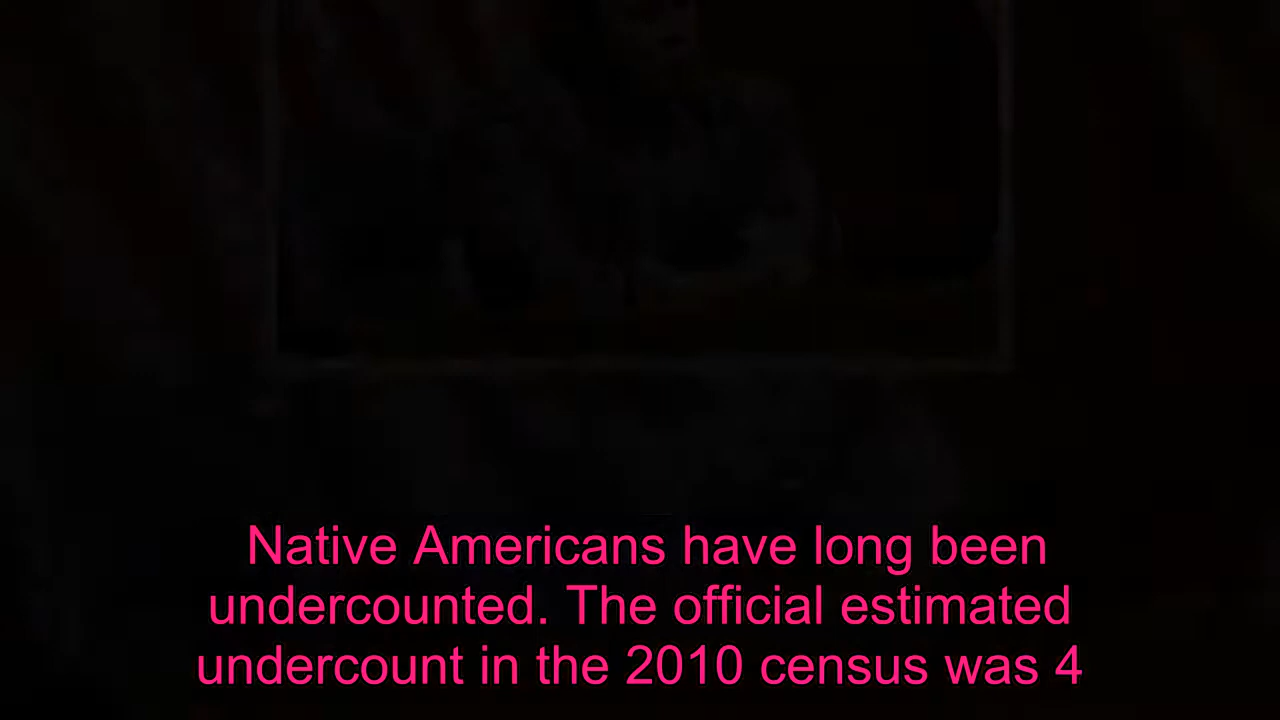 Native Americans have long been
undercounted. The official estimated
undercount in the 2010 census was 4